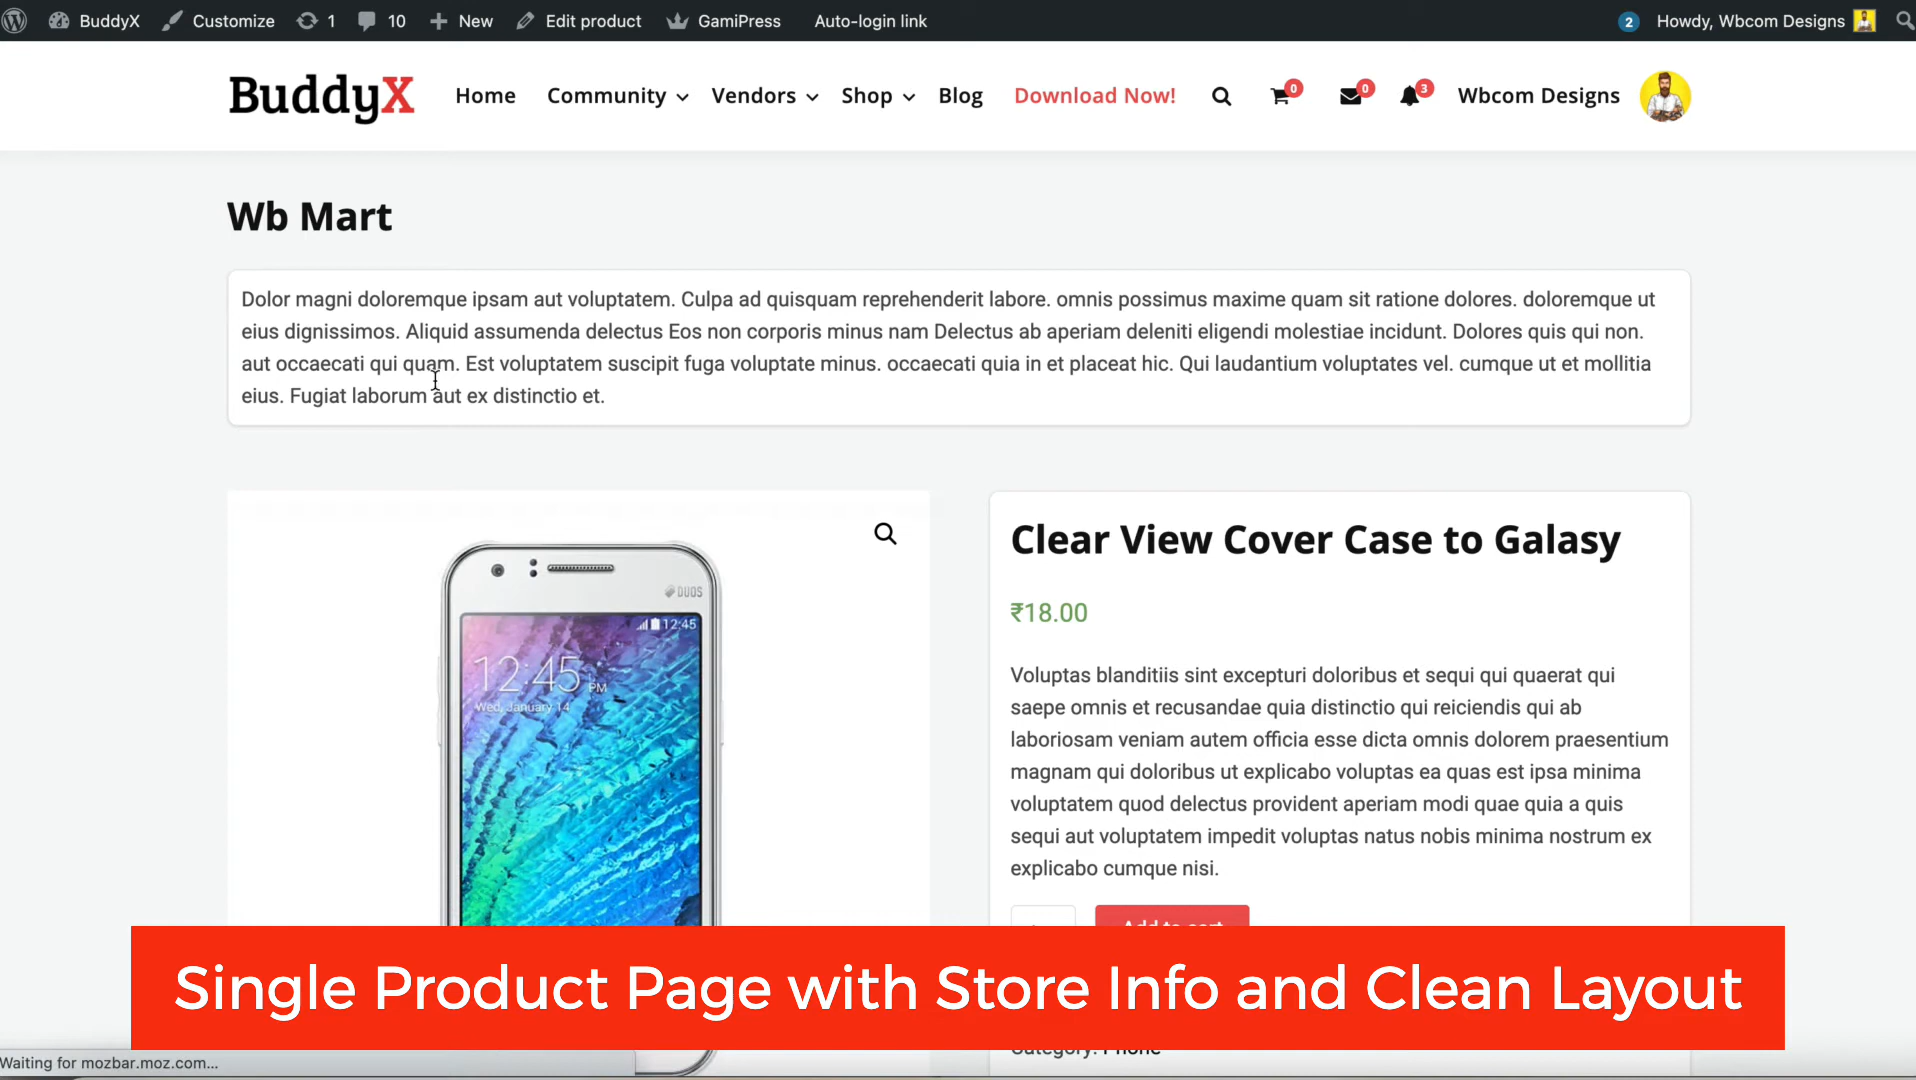 BuddyX Customize 1 10 New Edit product GamiPress Auto-login link 2 Howdy, Wbcom Designs
BuddyX Home Community Vendors Shop Blog Download Now! 0 0 3 Wbcom Designs
Wb Mart
Dolor magni doloremque ipsam aut voluptatem. Culpa ad quisquam reprehenderit labore. omnis possimus maxime quam sit ratione dolores. doloremque ut
eius dignissimos. Aliquid assumenda delectus Eos non corporis minus nam Delectus ab aperiam deleniti eligendi molestiae incidunt. Dolores quis qui non.
aut occaecati qui quam. Est voluptatem suscipit fuga voluptate minus. occaecati quia in et placeat hic. Qui laudantium voluptates vel. cumque ut et mollitia
eius. Fugiat laborum aut ex distinctio et.
DUOS
12:45
12:45 PM
Wed, January 14
Clear View Cover Case to Galasy
₹18.00
Voluptas blanditiis sint excepturi doloribus et sequi qui quaerat qui
saepe omnis et recusandae quia distinctio qui reiciendis qui ab
laboriosam veniam autem officia esse dicta omnis dolorem praesentium
magnam qui doloribus ut explicabo voluptas ea quas est ipsa minima
voluptatem quod delectus provident aperiam modi quae quia a quis
sequi aut voluptatem impedit voluptas natus nobis minima nostrum ex
explicabo cumque nisi.
Add to cart
Single Product Page with Store Info and Clean Layout
Category: Phone
Waiting for mozbar.moz.com...